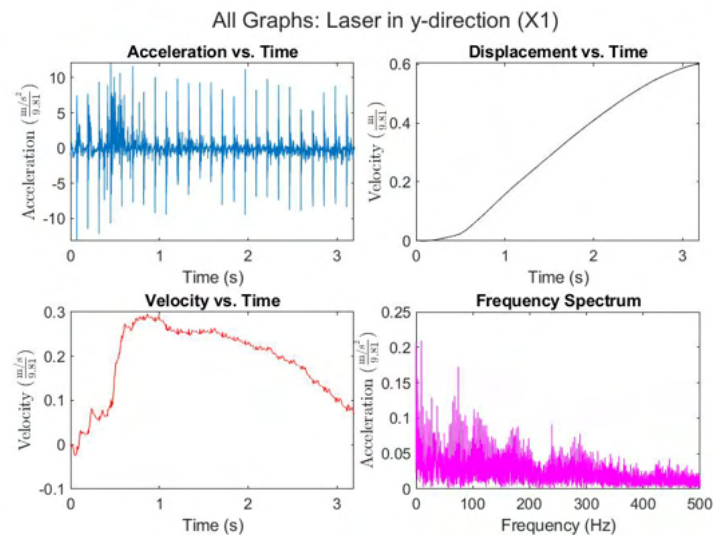 All Graphs: Laser in y-direction (X1)
Acceleration vs. Time
Acceleration (m/s²/9.81)
10
5
0
-5
-10
0 1 2 3
Time (s)
Displacement vs. Time
Velocity (m/9.81)
0.6
0.4
0.2
0
0 1 2 3
Time (s)
Velocity vs. Time
Velocity (m/s/9.81)
0.3
0.2
0.1
0
-0.1
0 1 2 3
Time (s)
Frequency Spectrum
Acceleration (m/s²/9.81)
0.25
0.2
0.15
0.1
0.05
0
0 100 200 300 400 500
Frequency (Hz)